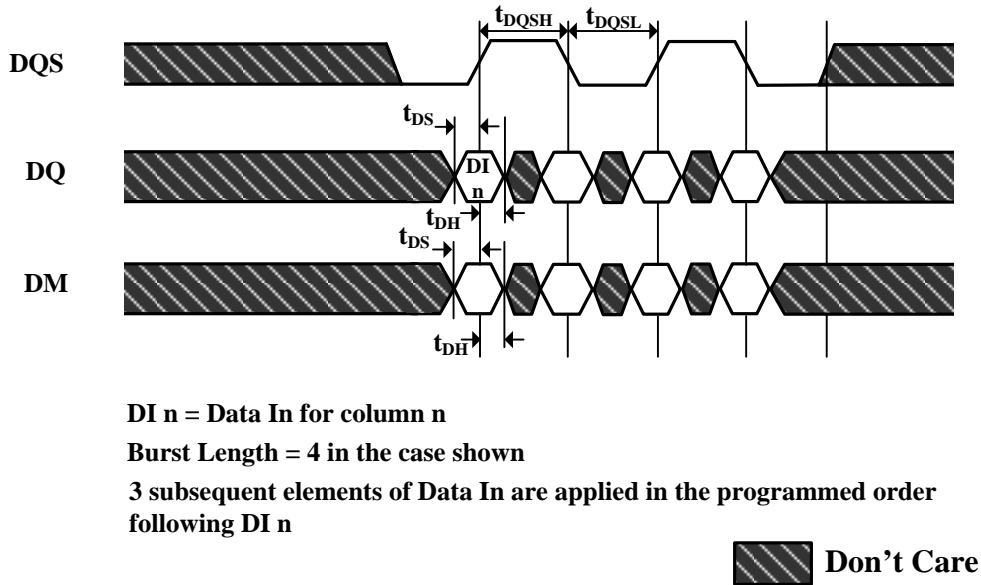 tDQSH tDQSL
DQS
tDS
DQ
DI
n
tDH
tDS
DM
tDH
DI n = Data In for column n
Burst Length = 4 in the case shown
3 subsequent elements of Data In are applied in the programmed order
following DI n
Don't Care